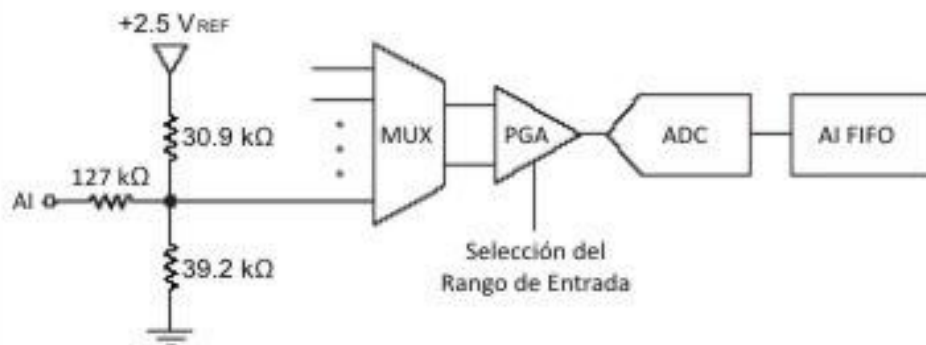 +2.5 VREF
30.9 kΩ
127 kΩ
AI
39.2 kΩ
MUX
PGA
ADC
AI FIFO
Selección del
Rango de Entrada